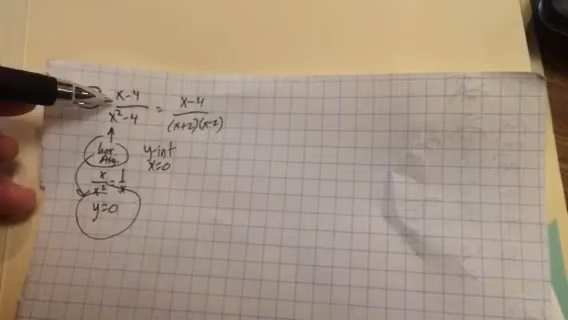 x-4 / x²-4 = x-4 / (x+2)(x-2)
Hor. Asy.
x/x² = 1/x
y=0
y-int
x=0